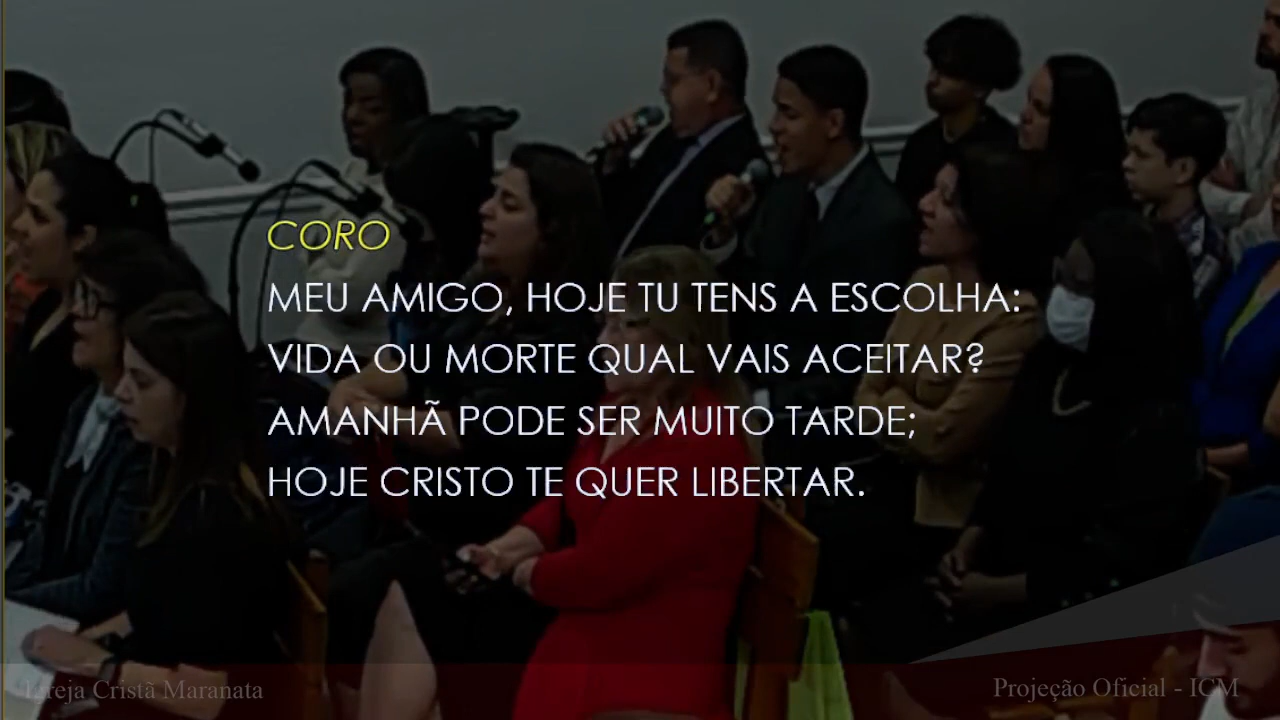 CORO
MEU AMIGO, HOJE TU TENS A ESCOLHA:
VIDA OU MORTE QUAL VAIS ACEITAR?
AMANHÃ PODE SER MUITO TARDE;
HOJE CRISTO TE QUER LIBERTAR.
Igreja Cristã Maranata
Projeção Oficial - ICM